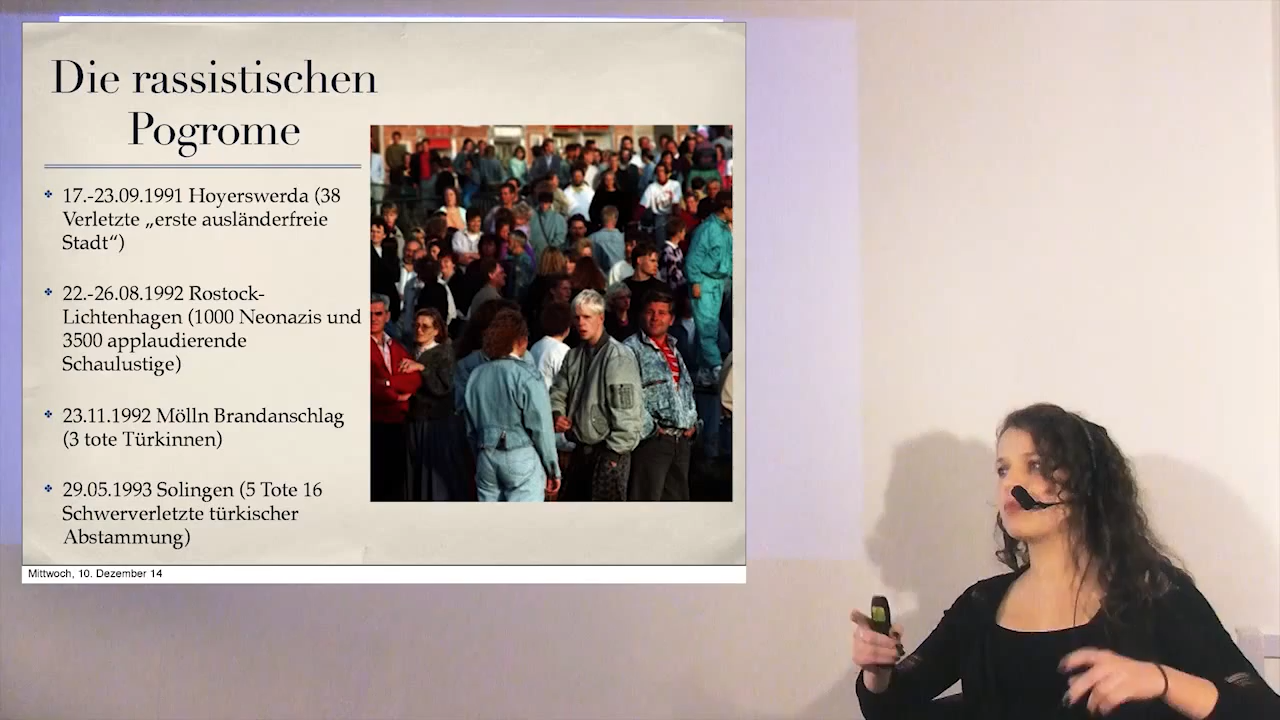 Die rassistischen
Pogrome
17.-23.09.1991 Hoyerswerda (38
Verletzte „erste ausländerfreie
Stadt“)
22.-26.08.1992 Rostock-
Lichtenhagen (1000 Neonazis und
3500 applaudierende
Schaulustige)
23.11.1992 Mölln Brandanschlag
(3 tote Türkinnen)
29.05.1993 Solingen (5 Tote 16
Schwerverletzte türkischer
Abstammung)
Mittwoch, 10. Dezember 14